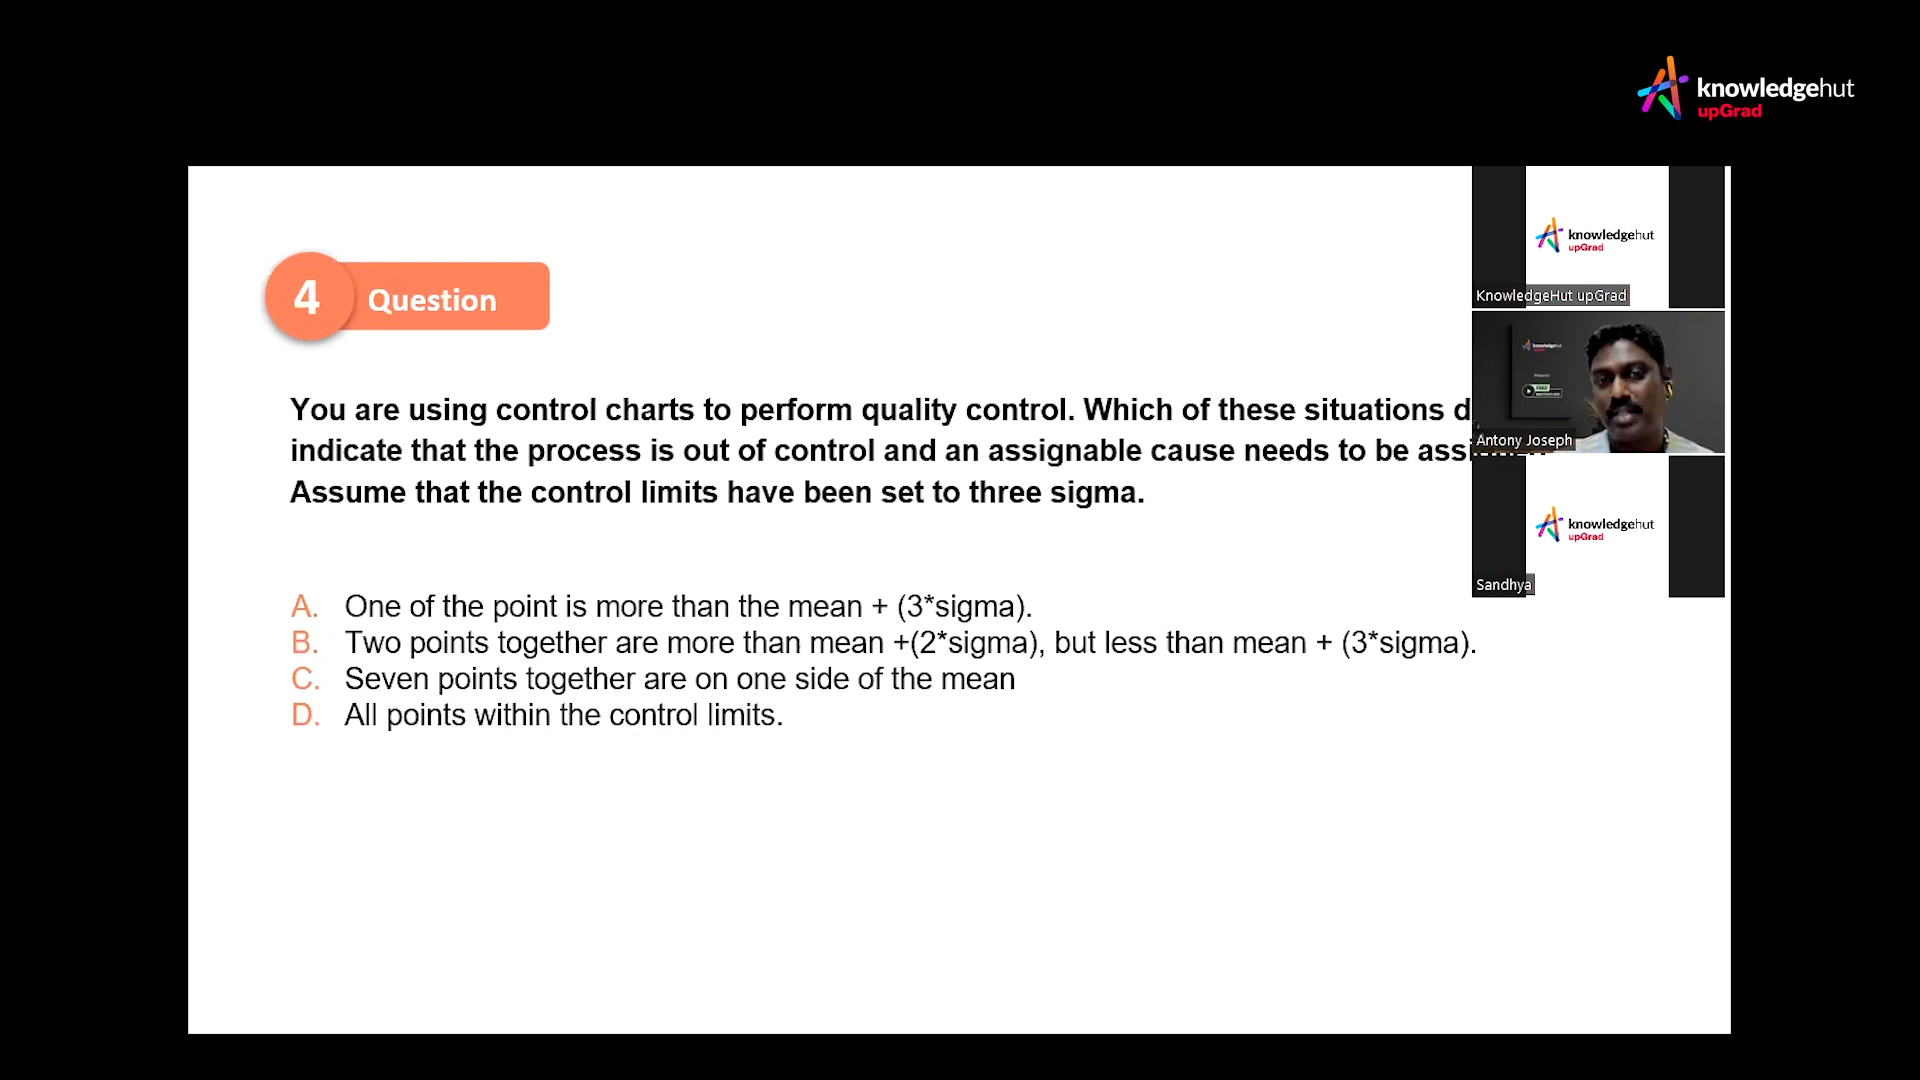 knowledgehut
upGrad
4 Question
You are using control charts to perform quality control. Which of these situations
indicate that the process is out of control and an assignable cause needs to be
Assume that the control limits have been set to three sigma.
A. One of the point is more than the mean + (3*sigma).
B. Two points together are more than mean +(2*sigma), but less than mean + (3*sigma).
C. Seven points together are on one side of the mean
D. All points within the control limits.
knowledgehut
upGrad
KnowledgeHut upGrad
Antony Joseph
knowledgehut
upGrad
Sandhya